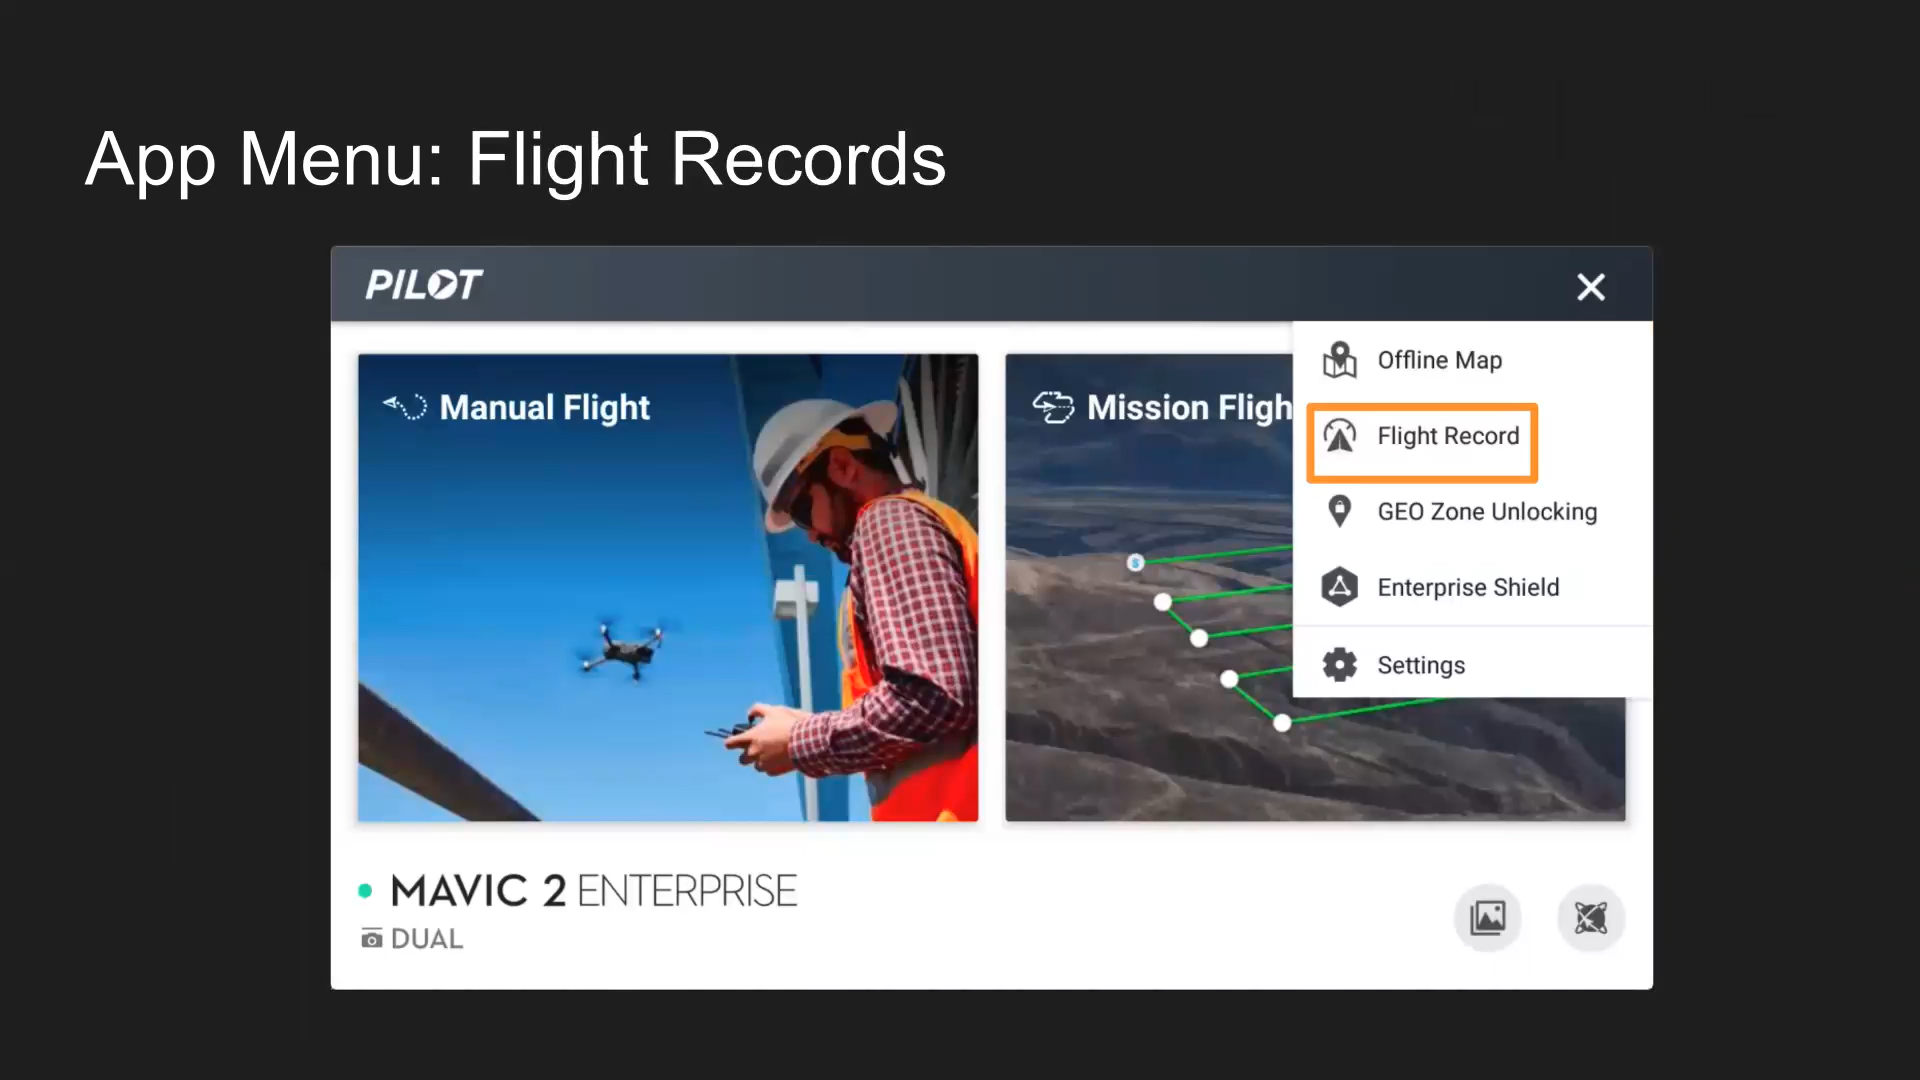 App Menu: Flight Records
PILOT
Manual Flight
Mission Fligh
Offline Map
Flight Record
GEO Zone Unlocking
Enterprise Shield
Settings
MAVIC 2 ENTERPRISE
DUAL